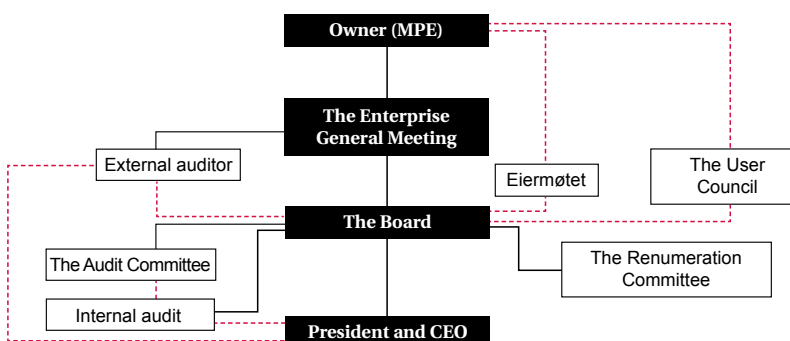 Owner (MPE)
The Enterprise
General Meeting
External auditor
Eiermøtet
The User
Council
The Board
The Audit Committee
The Renumeration
Committee
Internal audit
President and CEO